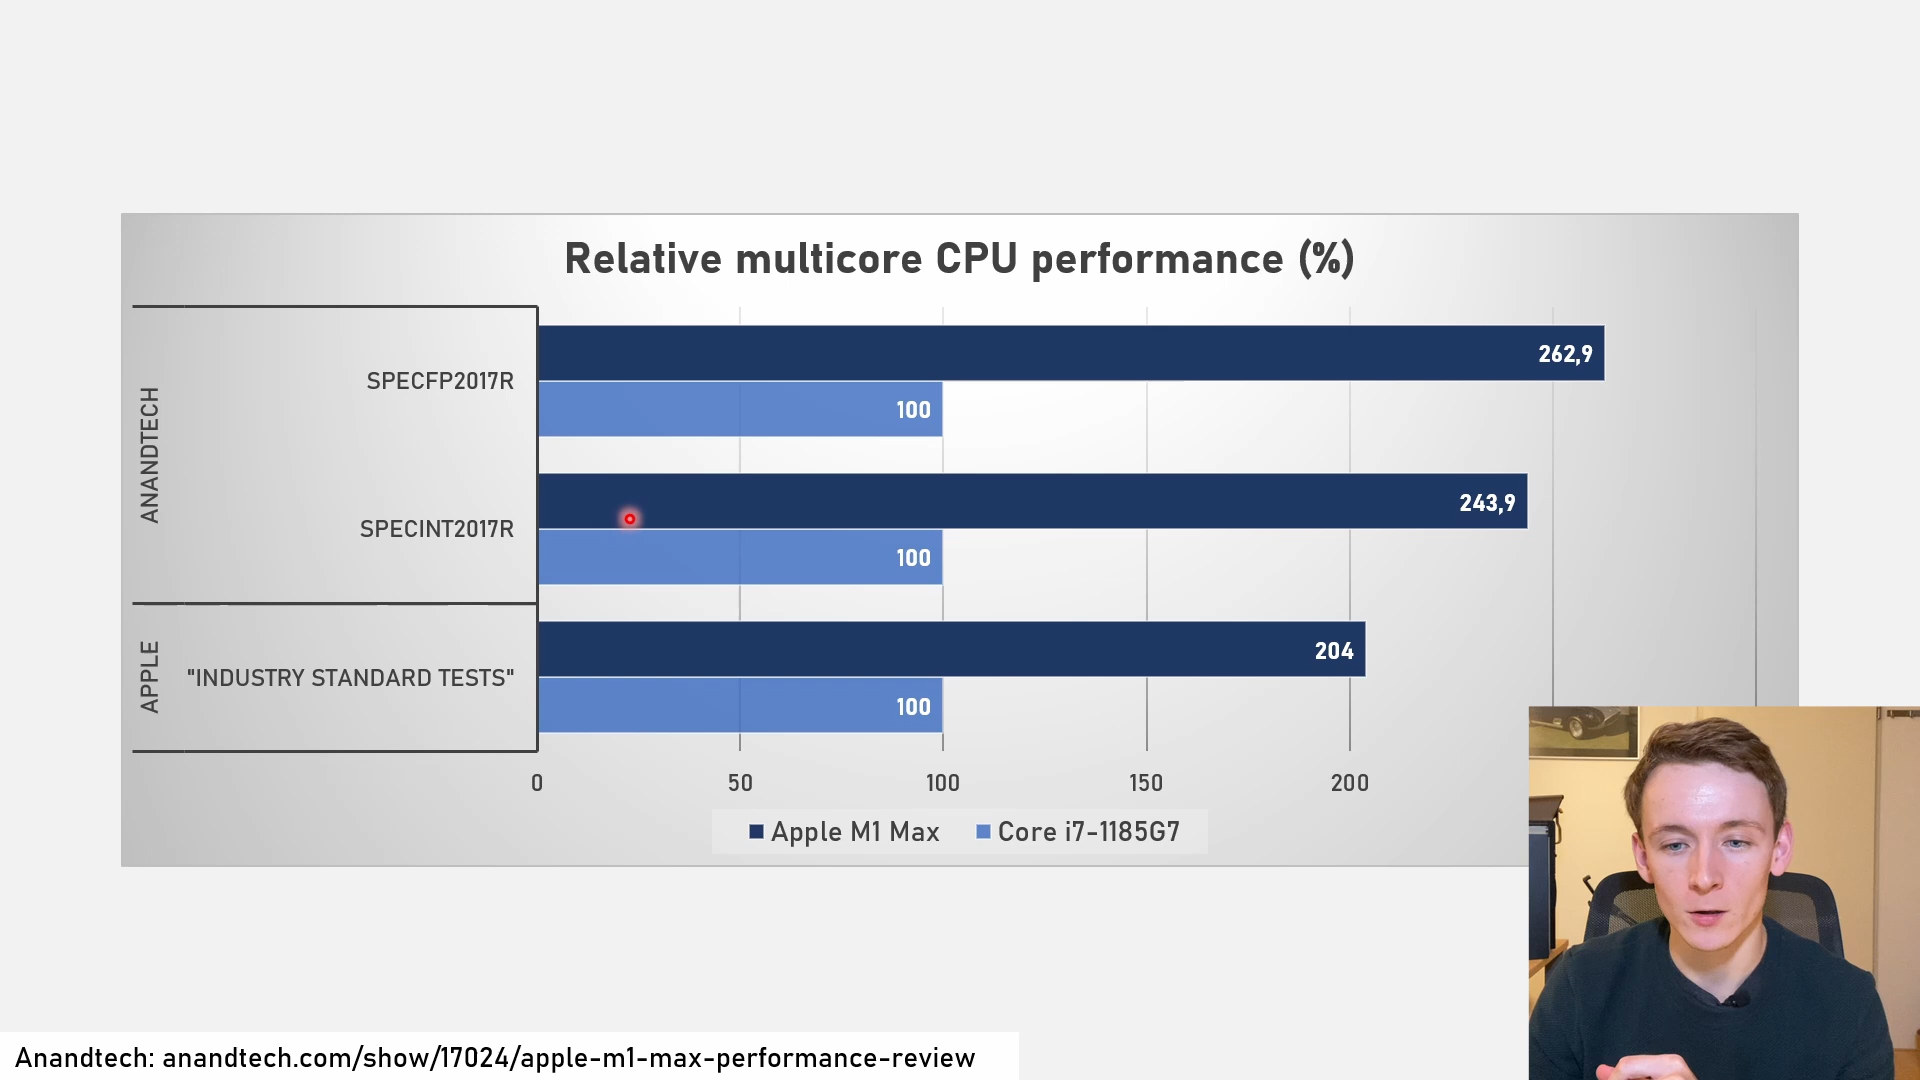 Relative multicore CPU performance (%)
ANANDTECH
SPECFP2017R
262,9
100
SPECINT2017R
243,9
100
APPLE
"INDUSTRY STANDARD TESTS"
204
100
0 50 100 150 200
Apple M1 Max Core i7-1185G7
Anandtech: anandtech.com/show/17024/apple-m1-max-performance-review